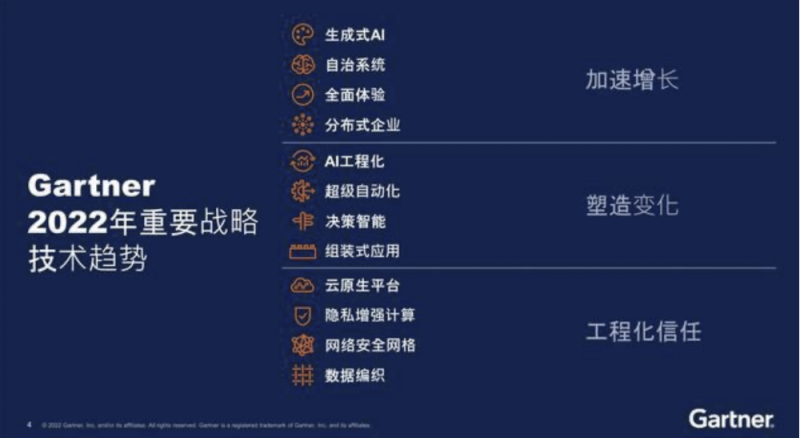 Gartner
2022年重要战略
技术趋势
生成式AI
自治系统
全面体验
分布式企业
加速增长
AI工程化
超级自动化
决策智能
组装式应用
塑造变化
云原生平台
隐私增强计算
网络安全网格
数据编织
工程化信任
4 © 2022 Gartner, Inc. and/or its affiliates. All rights reserved. Gartner is a registered trademark of Gartner, Inc. and its affiliates.
Gartner.